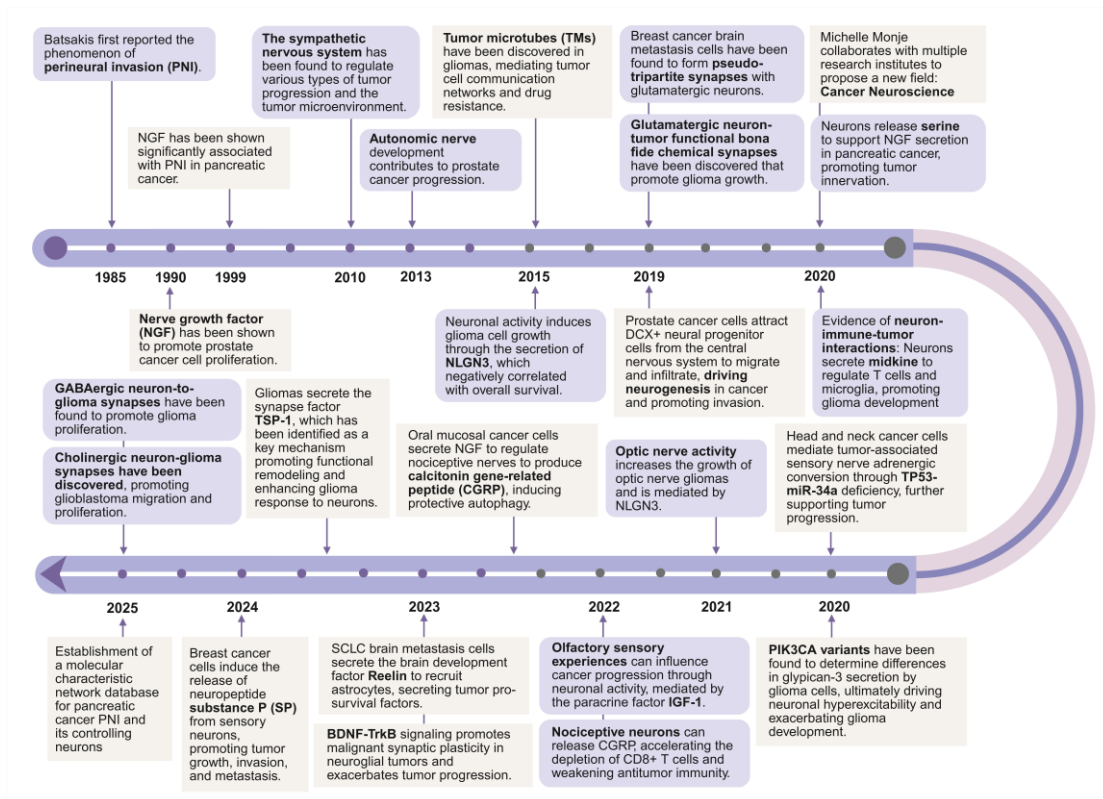 Batsakis first reported the
phenomenon of
perineural invasion (PNI).
The sympathetic
nervous system has
been found to regulate
various types of tumor
progression and the
tumor microenvironment.
Tumor microtubes (TMs)
have been discovered in
gliomas, mediating tumor
cell communication
networks and drug
resistance.
Breast cancer brain
metastasis cells have been
found to form pseudo-
tripartite synapses with
glutamatergic neurons.
Michelle Monje
collaborates with multiple
research institutes to
propose a new field:
Cancer Neuroscience
NGF has been shown
significantly associated
with PNI in pancreatic
cancer.
Autonomic nerve
development
contributes to prostate
cancer progression.
Glutamatergic neuron-
tumor functional bona
fide chemical synapses
have been discovered that
promote glioma growth.
Neurons release serine
to support NGF secretion
in pancreatic cancer,
promoting tumor
innervation.
1985
1990
1999
2010
2013
2015
2019
2020
Nerve growth factor
(NGF) has been shown
to promote prostate
cancer cell proliferation.
Neuronal activity induces
glioma cell growth
through the secretion of
NLGN3, which
negatively correlated
with overall survival.
Prostate cancer cells attract
DCX+ neural progenitor
cells from the central
nervous system to migrate
and infiltrate, driving
neurogenesis in cancer
and promoting invasion.
Evidence of neuron-
immune-tumor
interactions: Neurons
secrete midkine to
regulate T cells and
microglia, promoting
glioma development
GABAergic neuron-to-
glioma synapses have been
found to promote glioma
proliferation.
Cholinergic neuron-glioma
synapses have been
discovered, promoting
glioblastoma migration and
proliferation.
Gliomas secrete the
synapse factor
TSP-1, which has
been identified as a
key mechanism
promoting functional
remodeling and
enhancing glioma
response to neurons.
Oral mucosal cancer cells
secrete NGF to regulate
nociceptive nerves to produce
calcitonin gene-related
peptide (CGRP), inducing
protective autophagy.
Optic nerve activity
increases the growth of
optic nerve gliomas
and is mediated by
NLGN3.
Head and neck cancer cells
mediate tumor-associated
sensory nerve adrenergic
conversion through TP53-
miR-34a deficiency, further
supporting tumor
progression.
2025
2024
2023
2022
2021
2020
Establishment of
a molecular
characteristic
network database
for pancreatic
cancer PNI and
its controlling
neurons
Breast cancer
cells induce the
release of
neuropeptide
substance P (SP)
from sensory
neurons,
promoting tumor
growth, invasion,
and metastasis.
SCLC brain metastasis cells
secrete the brain development
factor Reelin to recruit
astrocytes, secreting tumor pro-
survival factors.
BDNF-TrkB signaling promotes
malignant synaptic plasticity in
neuroglial tumors and
exacerbates tumor progression.
Olfactory sensory
experiences can influence
cancer progression through
neuronal activity, mediated by
the paracrine factor IGF-1.
Nociceptive neurons can
release CGRP, accelerating the
depletion of CD8+ T cells and
weakening antitumor immunity.
PIK3CA variants have been
found to determine differences
in glypican-3 secretion by
glioma cells, ultimately driving
neuronal hyperexcitability and
exacerbating glioma
development.